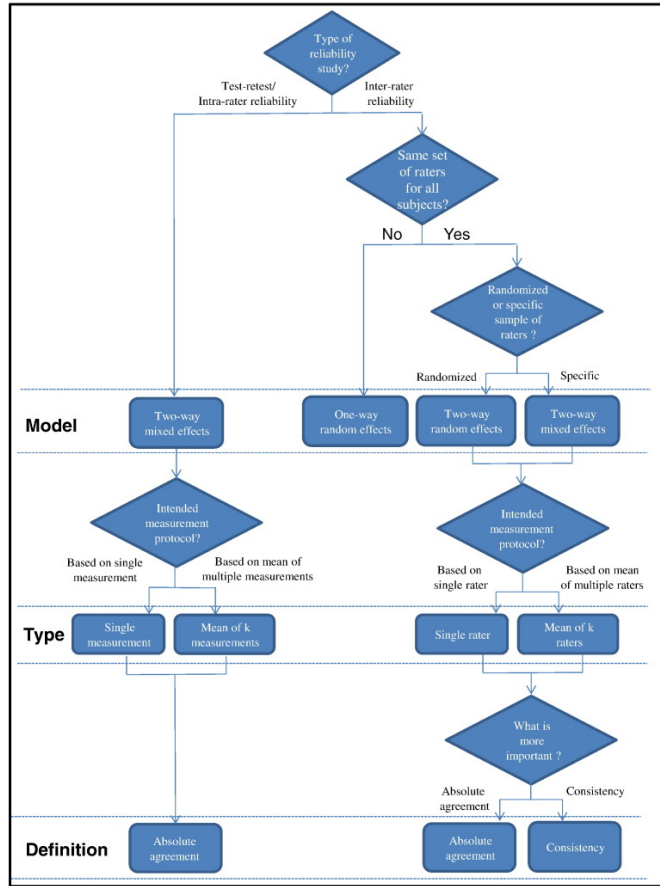 Type of
reliability
study?
Test-retest/
Intra-rater reliability
Inter-rater
reliability
Same set
of raters
for all
subjects?
No
Yes
Randomized
or specific
sample of
raters ?
Randomized
Specific
Model
Two-way
mixed effects
One-way
random effects
Two-way
random effects
Two-way
mixed effects
Intended
measurement
protocol?
Based on single
measurement
Based on mean of
multiple measurements
Intended
measurement
protocol?
Based on
single rater
Based on mean
of multiple raters
Type
Single
measurement
Mean of k
measurements
Single rater
Mean of k
raters
What is
more
important ?
Absolute
agreement
Consistency
Definition
Absolute
agreement
Absolute
agreement
Consistency